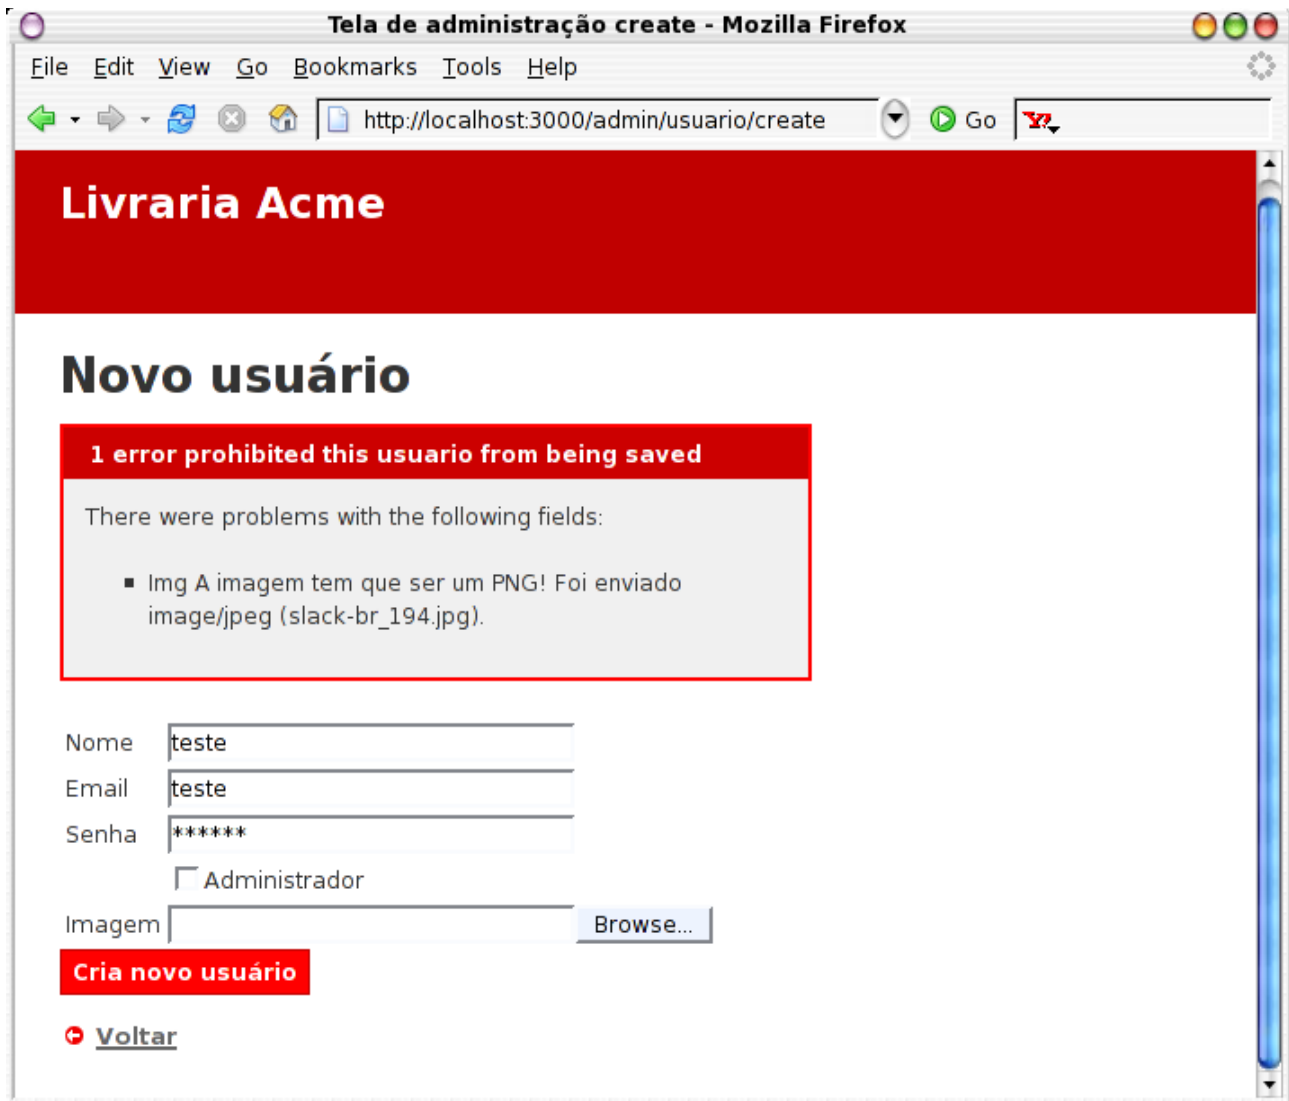 Tela de administração create - Mozilla Firefox
File Edit View Go Bookmarks Tools Help
http://localhost:3000/admin/usuario/create Go
Livraria Acme
Novo usuário
1 error prohibited this usuario from being saved
There were problems with the following fields:
Img A imagem tem que ser um PNG! Foi enviado
image/jpeg (slack-br_194.jpg).
Nome teste
Email teste
Senha ******
Administrador
Imagem Browse...
Cria novo usuário
Voltar